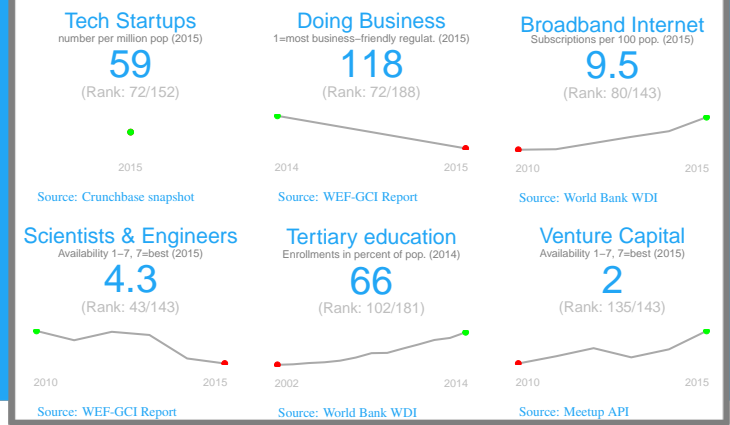 Tech Startups
number per million pop (2015)
59
(Rank: 72/152)
2015
Source: Crunchbase snapshot
Doing Business
1=most business−friendly regulat. (2015)
118
(Rank: 72/188)
2014 2015
Source: WEF-GCI Report
Broadband Internet
Subscriptions per 100 pop. (2015)
9.5
(Rank: 80/143)
2010 2015
Source: World Bank WDI
Scientists & Engineers
Availability 1−7, 7=best (2015)
4.3
(Rank: 43/143)
2010 2015
Source: WEF-GCI Report
Tertiary education
Enrollments in percent of pop. (2014)
66
(Rank: 102/181)
2002 2014
Source: World Bank WDI
Venture Capital
Availability 1−7, 7=best (2015)
2
(Rank: 135/143)
2010 2015
Source: Meetup API